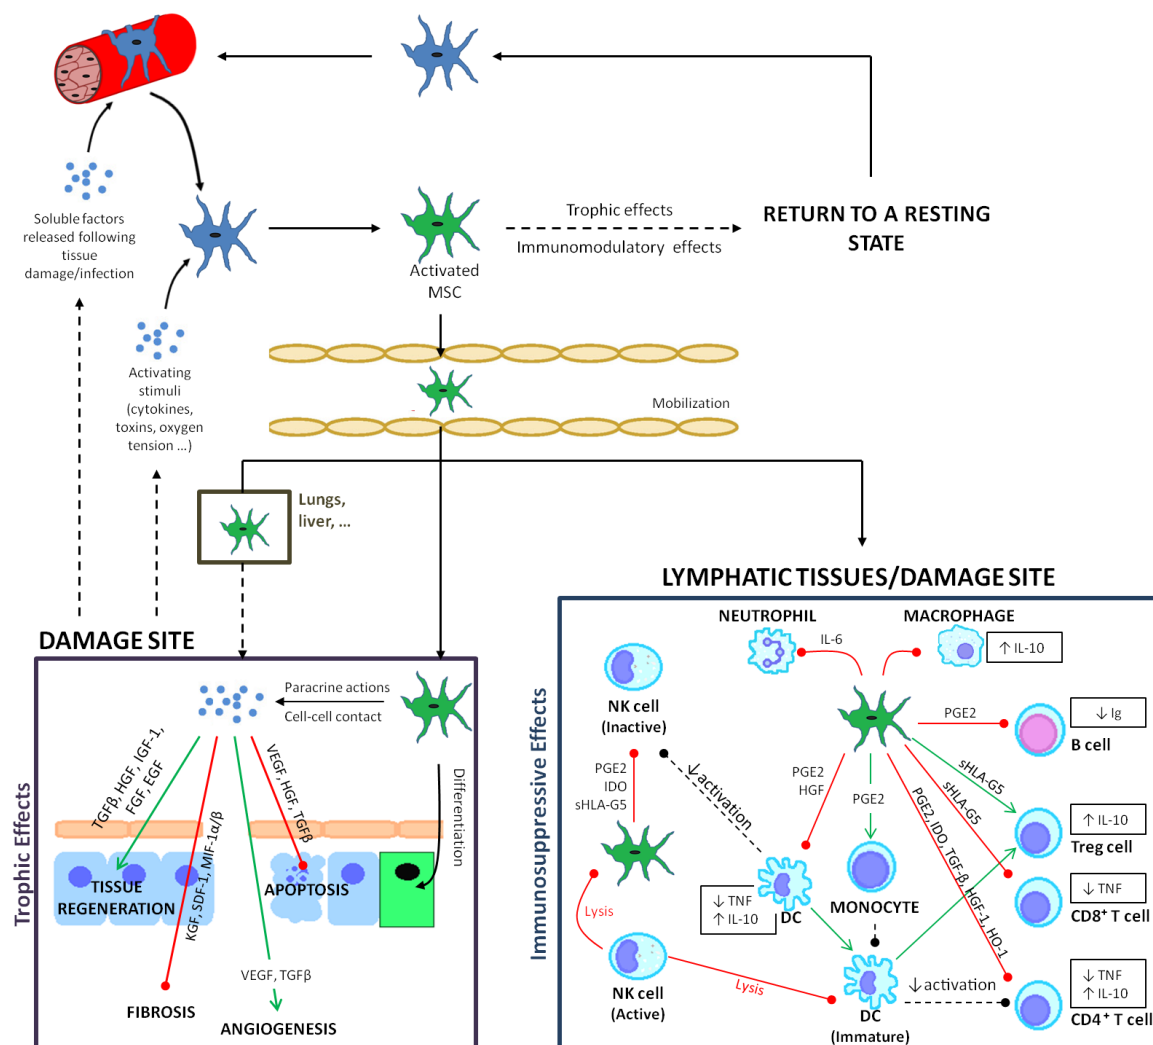 Soluble factors
released following
tissue
damage/infection
Activated
MSC
Trophic effects
Immunomodulatory effects
RETURN TO A RESTING
STATE
Activating
stimuli
(cytokines,
toxins, oxygen
tension ...)
Mobilization
Lungs,
liver, ...
DAMAGE SITE
Trophic Effects
Paracrine actions
Cell-cell contact
TGFβ, HGF, IGF-1,
FGF, EGF
KGF, SDF-1, MIF-1α/β
VEGF, HGF, TGFβ
Differentiation
TISSUE
REGENERATION
APOPTOSIS
VEGF, TGFβ
FIBROSIS
ANGIOGENESIS
LYMPHATIC TISSUES/DAMAGE SITE
Immunosuppressive Effects
NEUTROPHIL
MACROPHAGE
IL-6
↑ IL-10
NK cell
(Inactive)
PGE2
↓ Ig
B cell
PGE2
IDO
sHLA-G5
↓activation
PGE2
HGF
PGE2
sHLA-G5
sHLA-G5
PGE2, IDO, TGF-β, HGF-1, HO-1
↑ IL-10
Treg cell
↓ TNF
↑ IL-10
DC
MONOCYTE
↓ TNF
CD8⁺ T cell
Lysis
NK cell
(Active)
Lysis
DC
(Immature)
↓ activation
↓ TNF
↑ IL-10
CD4⁺ T cell